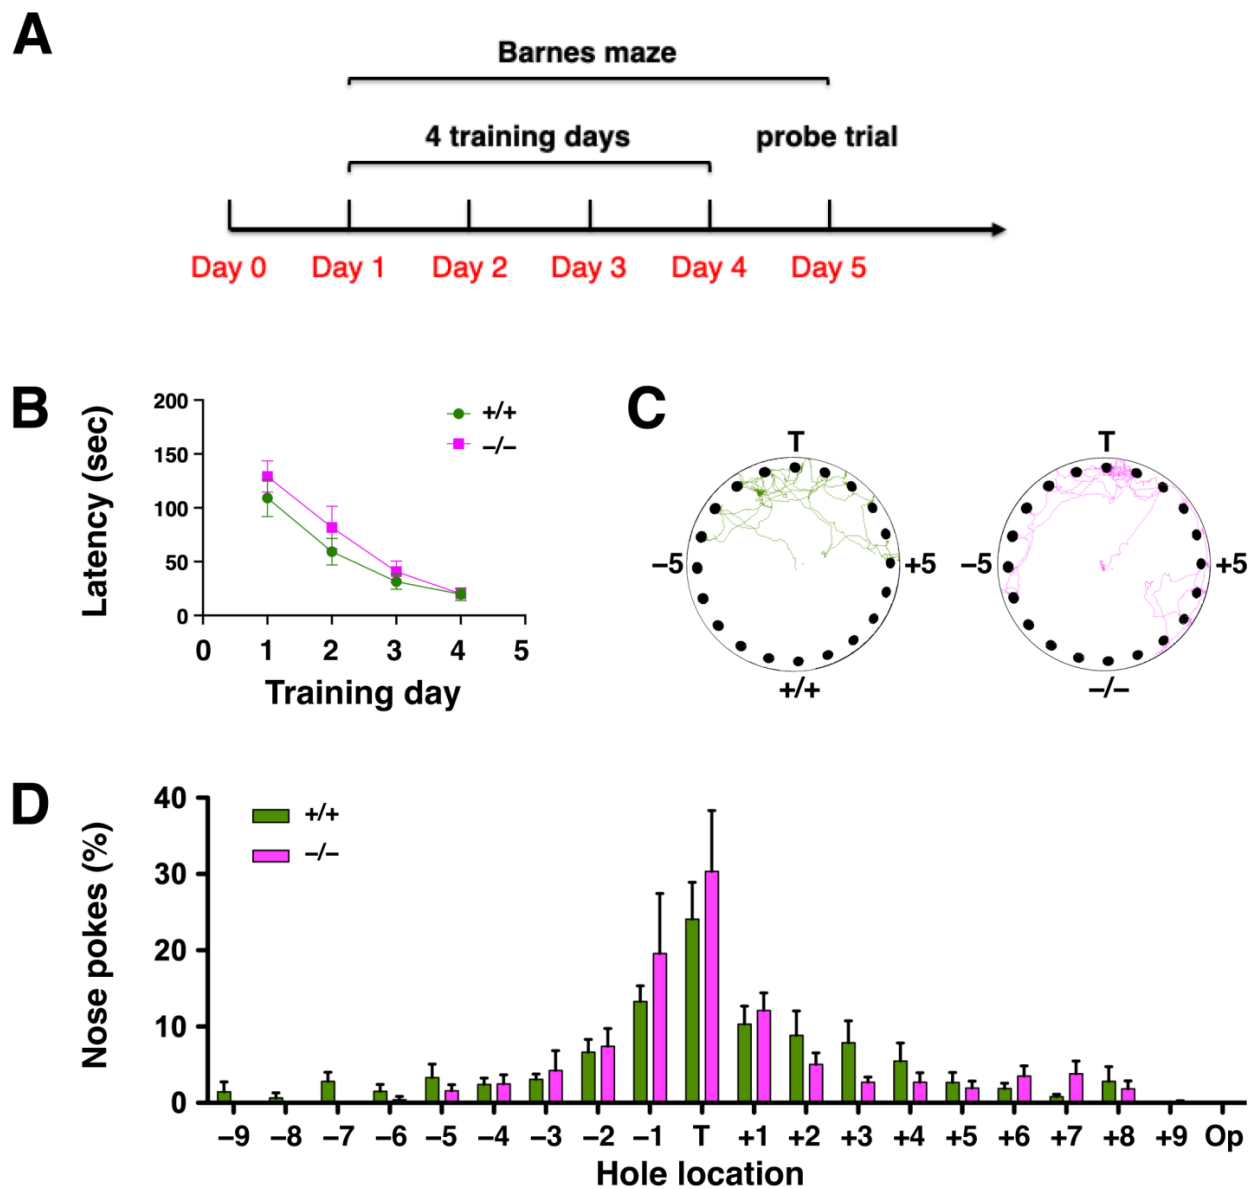 A
Barnes maze
4 training days probe trial
Day 0 Day 1 Day 2 Day 3 Day 4 Day 5
B
Latency (sec)
200
150
100
50
0
+/+
–/–
0 1 2 3 4 5
Training day
C
T
–5 +5
+/+
T
–5 +5
–/–
D
Nose pokes (%)
40
30
20
10
0
+/+
–/–
–9 –8 –7 –6 –5 –4 –3 –2 –1 T +1 +2 +3 +4 +5 +6 +7 +8 +9 Op
Hole location